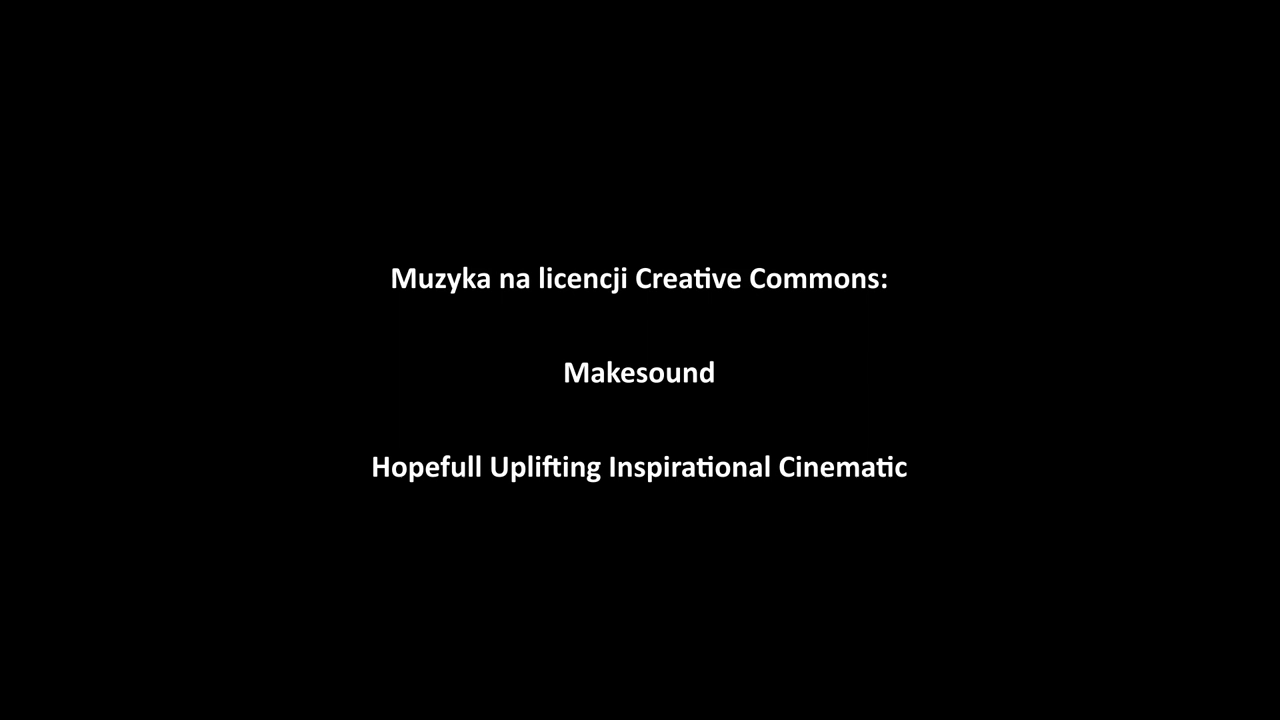 Muzyka na licencji Creative Commons:
Makesound
Hopefull Uplifting Inspirational Cinematic